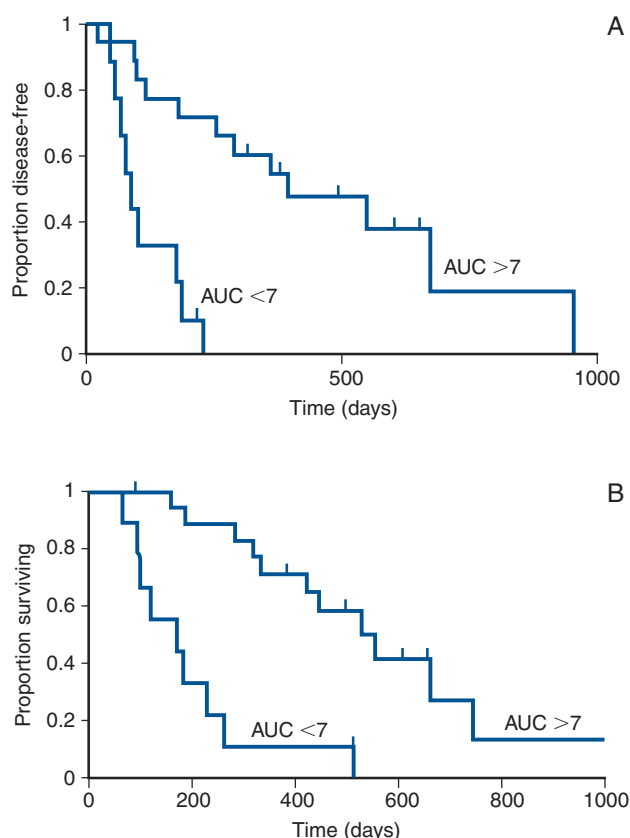 A
1
0.8
0.6
0.4
0.2
0
Proportion disease-free
AUC <7
AUC >7
0
500
1000
Time (days)
B
1
0.8
0.6
0.4
0.2
0
Proportion surviving
AUC <7
AUC >7
0
200
400
600
800
1000
Time (days)